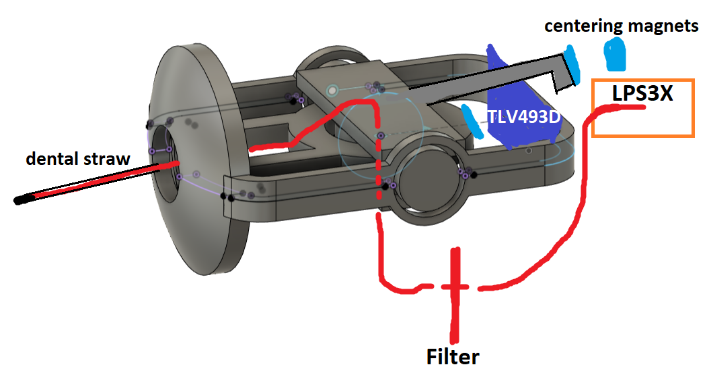 centering magnets
LPS3X
TLV493D
dental straw
Filter